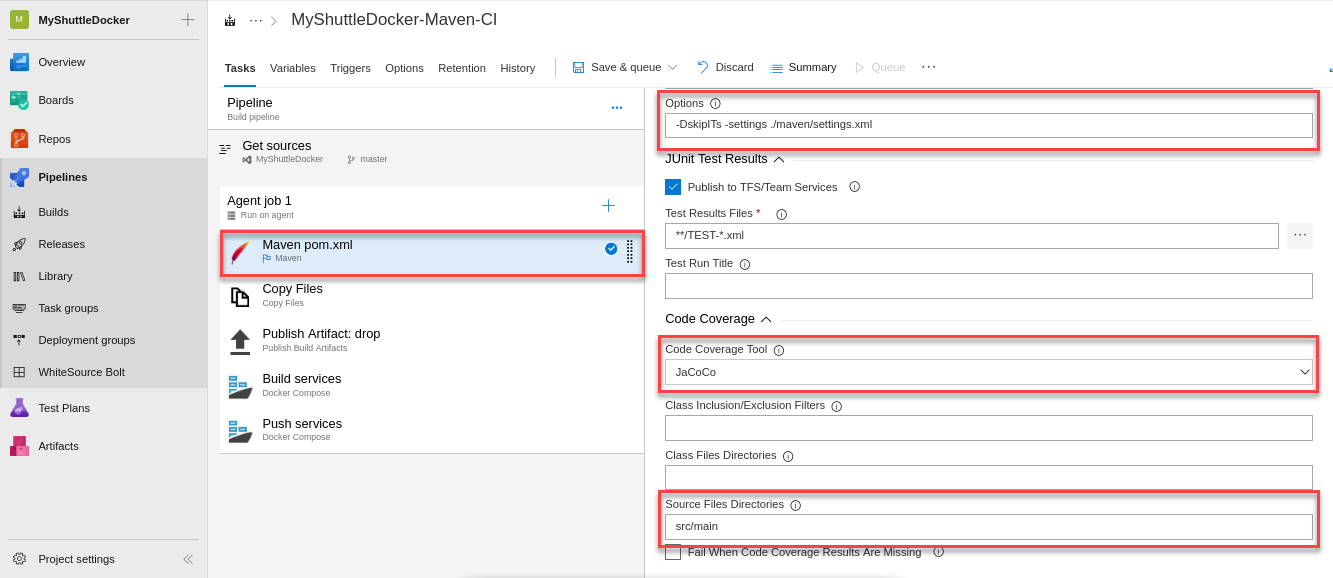 M MyShuttleDocker
Overview
Boards
Repos
Pipelines
Builds
Releases
Library
Task groups
Deployment groups
WhiteSource Bolt
Test Plans
Artifacts
Project settings
MyShuttleDocker-Maven-CI
Tasks Variables Triggers Options Retention History Save & queue Discard Summary Queue
Pipeline
Build pipeline
Get sources
MyShuttleDocker master
Agent job 1
Run on agent
Maven pom.xml
Maven
Copy Files
Copy Files
Publish Artifact: drop
Publish Build Artifacts
Build services
Docker Compose
Push services
Docker Compose
Options
-DskipITs -settings ./maven/settings.xml
JUnit Test Results
Publish to TFS/Team Services
Test Results Files *
**/TEST-*.xml
Test Run Title
Code Coverage
Code Coverage Tool
JaCoCo
Class Inclusion/Exclusion Filters
Class Files Directories
Source Files Directories
src/main
Fail When Code Coverage Results Are Missing